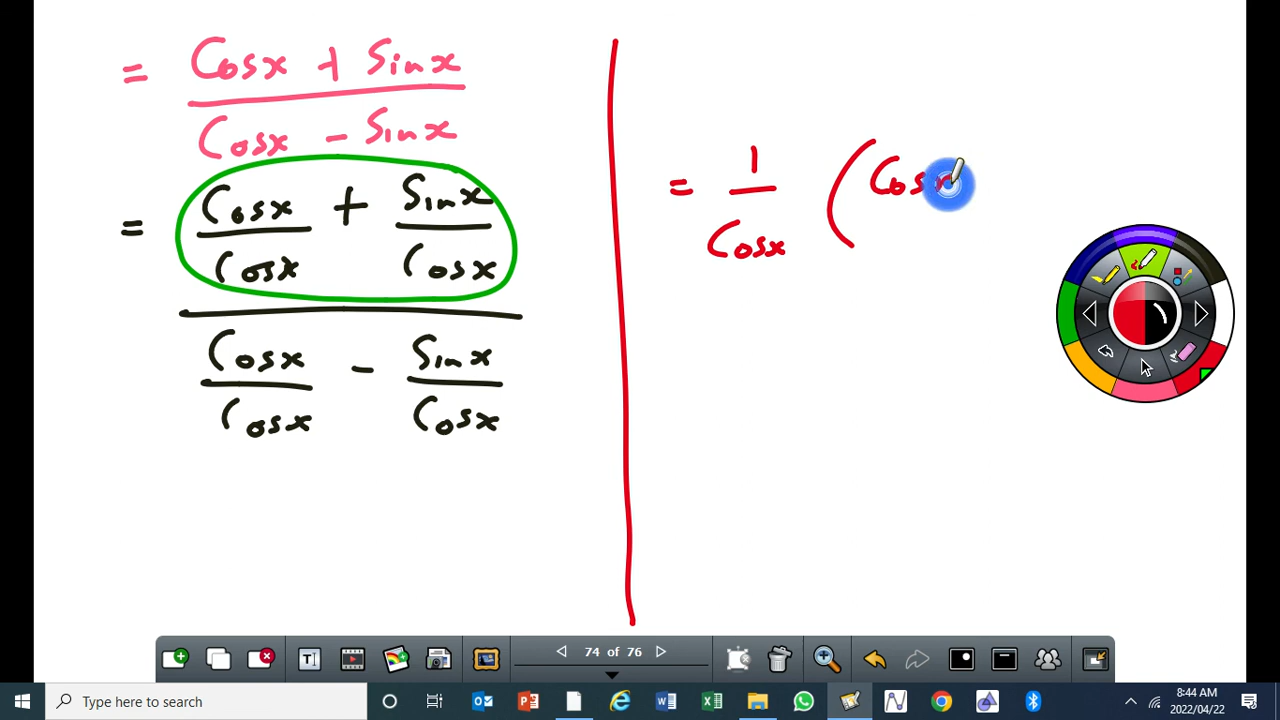 = Cosx + Sinx
Cosx - Sinx
= Cosx + Sinx
Cosx Cosx
Cosx - Sinx
Cosx Cosx
= 1 ( Cosx
Cosx
T
74 of 76
Type here to search
8:44 AM
2022/04/22